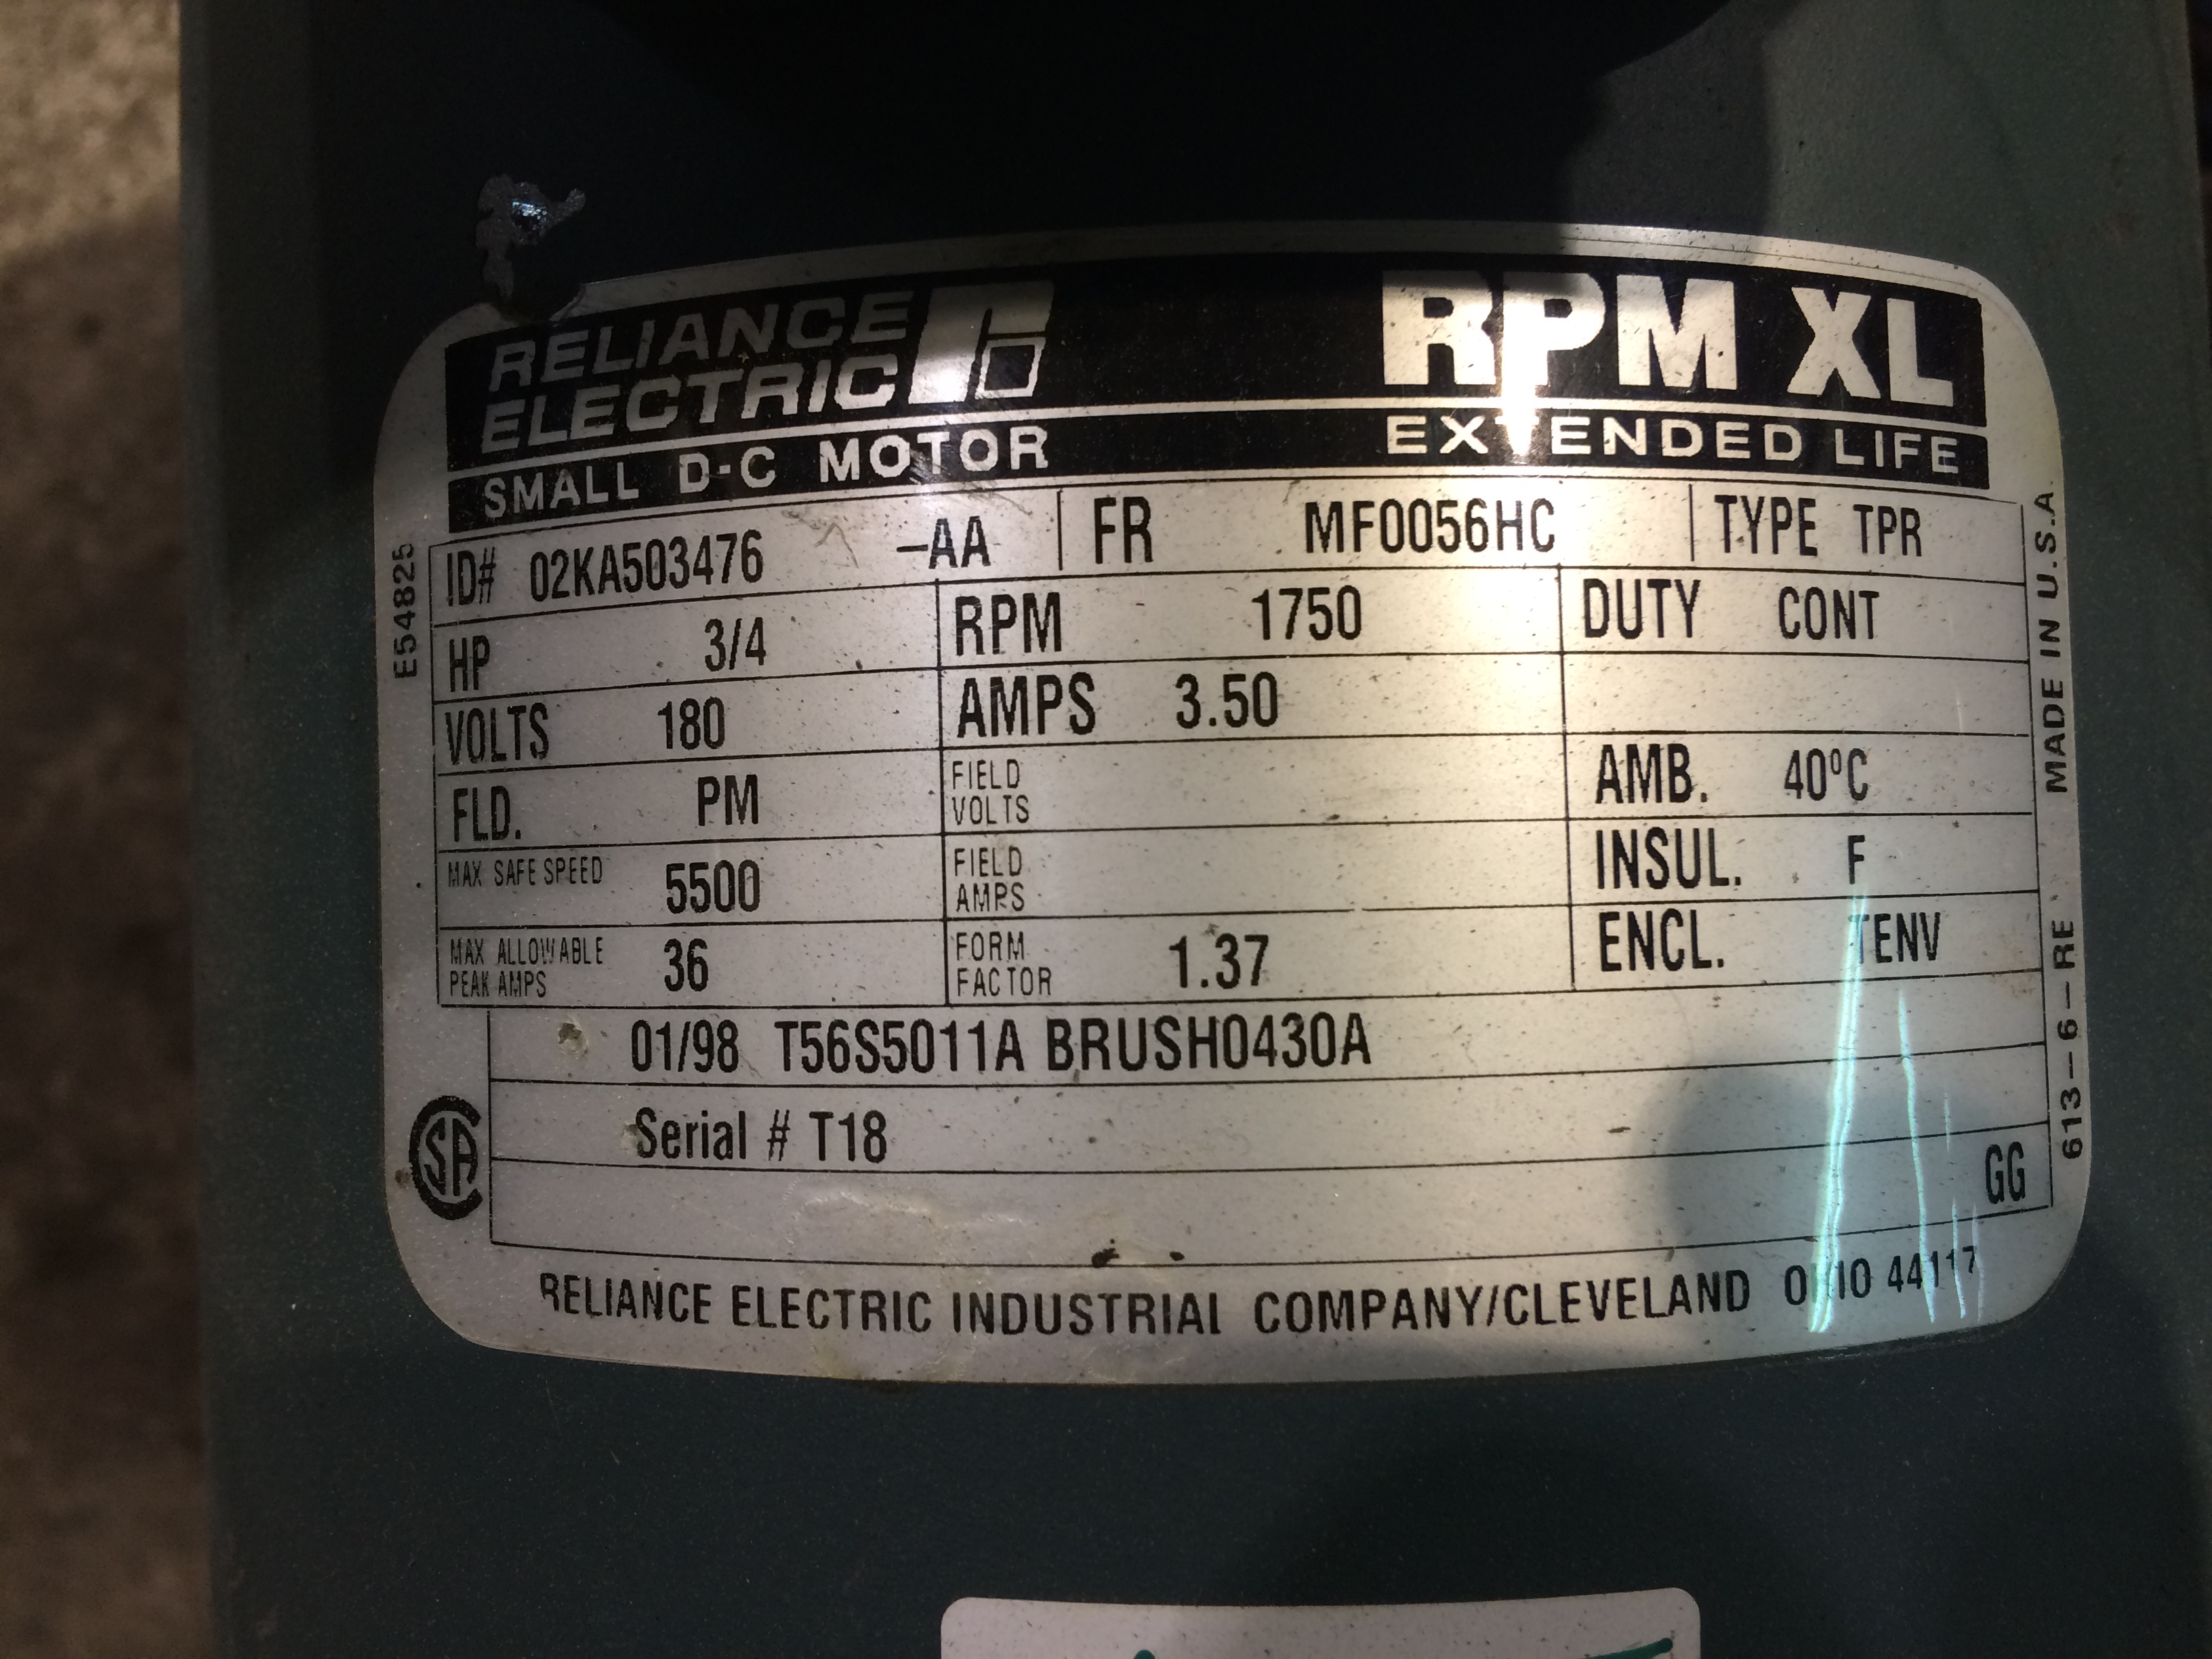 RELIANCE
ELECTRIC
RPM XL
SMALL D-C MOTOR
EXTENDED LIFE
ID# 02KA503476 -AA FR MF0056HC TYPE TPR
HP 3/4 RPM 1750 DUTY CONT
VOLTS 180 AMPS 3.50
FLD. PM FIELD VOLTS AMB. 40°C
MAX SAFE SPEED 5500 FIELD AMPS INSUL. F
MAX ALLOWABLE PEAK AMPS 36 FORM FACTOR 1.37 ENCL. TENV
01/98 T56S5011A BRUSH0430A
Serial # T18
GG
RELIANCE ELECTRIC INDUSTRIAL COMPANY/CLEVELAND OHIO 44117
E54825
MADE IN U.S.A.
613-6-RE
SA